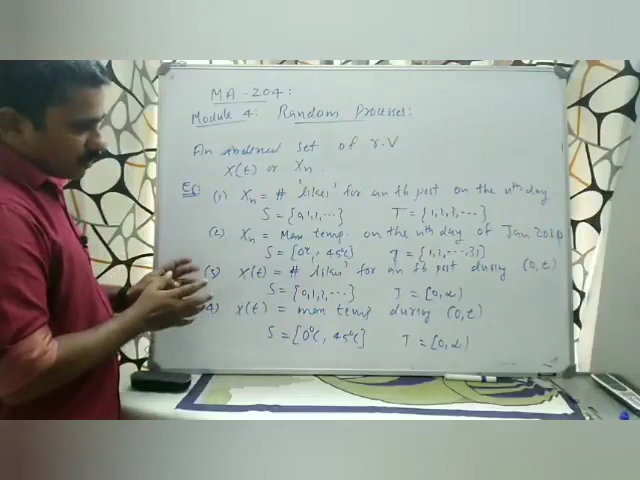 MA-204:
Module 4: Random Processes:
An indexed set of r.v
X(t) or Xn.
Eg:
(1) Xn = # 'likes' for an fb post on the nth day
S = {0,1,...} T = {1,2,3,...}
(2) Xn = Max temp. on the nth day of Jan 2020
S = [0°C, 45°C] T = {1,2,...,31}
(3) X(t) = # 'likes' for an fb post during (0,t)
S = {0,1,2,...} T = [0,∞)
(4) X(t) = max temp during (0,t)
S = [0°C, 45°C] T = [0,∞)